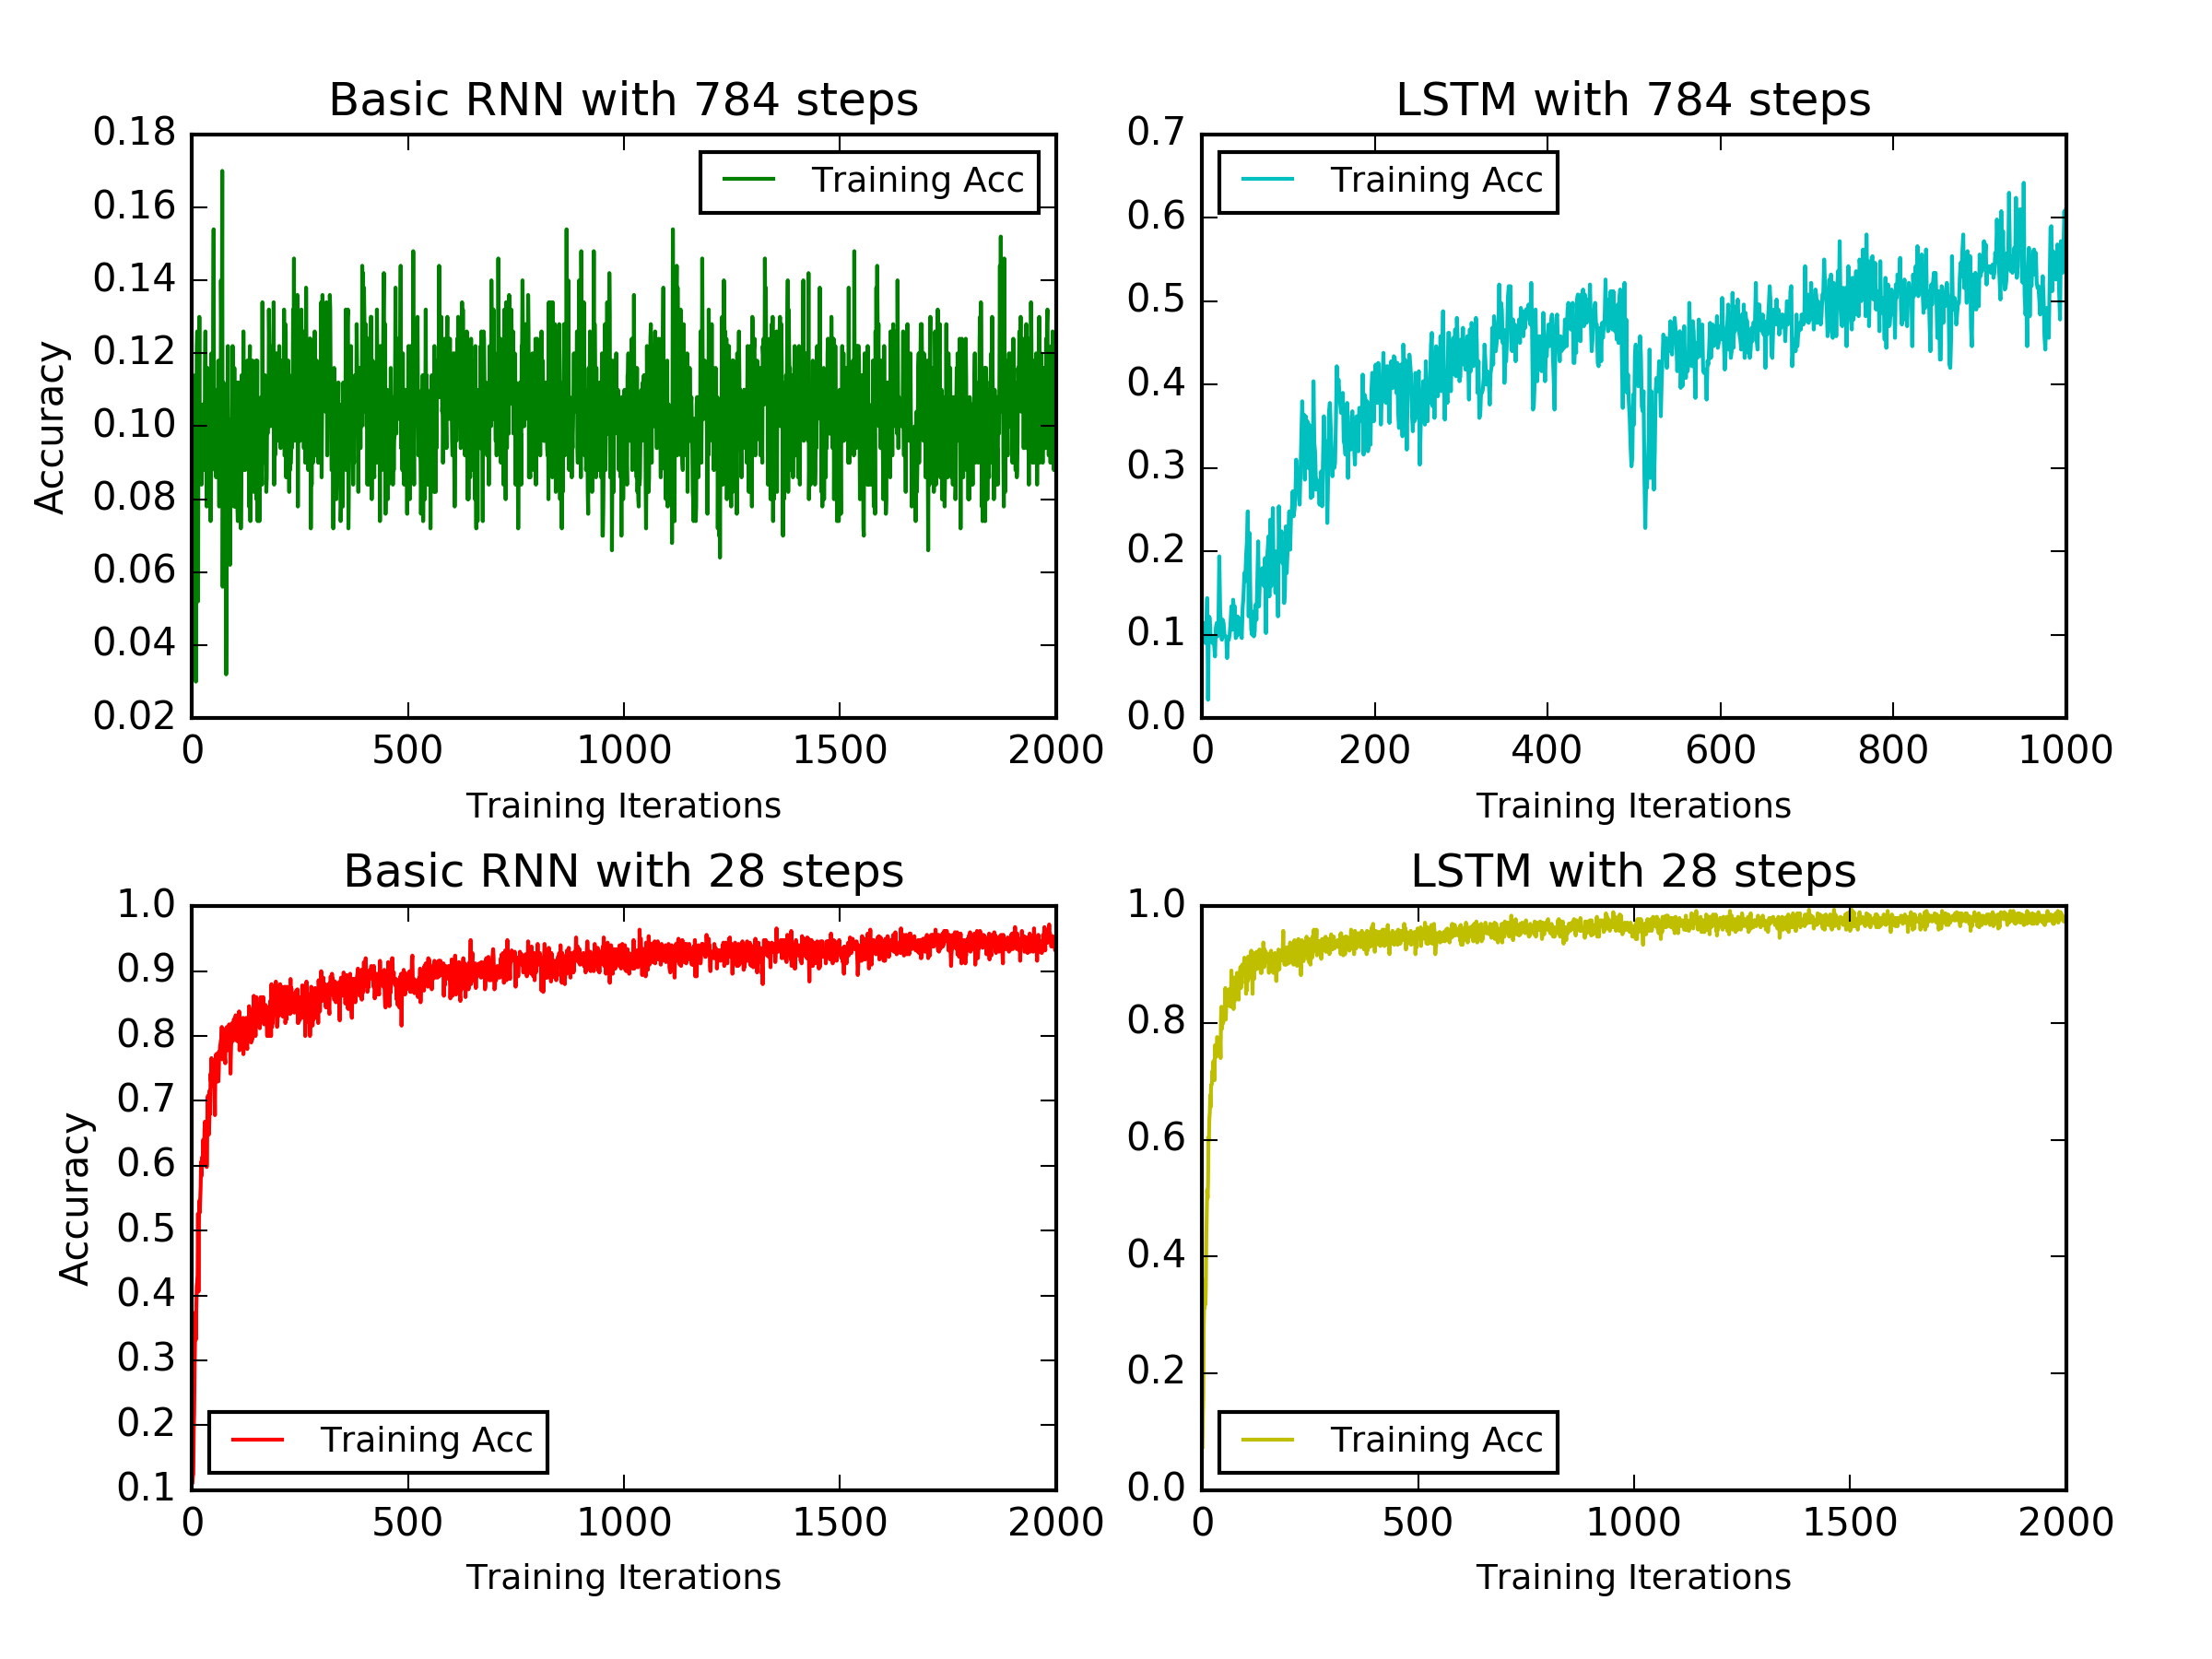 Basic RNN with 784 steps
0.18
0.16
0.14
0.12
0.10
0.08
0.06
0.04
0.02
Accuracy
Training Acc
0 500 1000 1500 2000
Training Iterations
LSTM with 784 steps
0.7
0.6
0.5
0.4
0.3
0.2
0.1
0.0
Training Acc
0 200 400 600 800 1000
Training Iterations
Basic RNN with 28 steps
1.0
0.9
0.8
0.7
0.6
0.5
0.4
0.3
0.2
0.1
Accuracy
Training Acc
0 500 1000 1500 2000
Training Iterations
LSTM with 28 steps
1.0
0.8
0.6
0.4
0.2
0.0
Training Acc
0 500 1000 1500 2000
Training Iterations